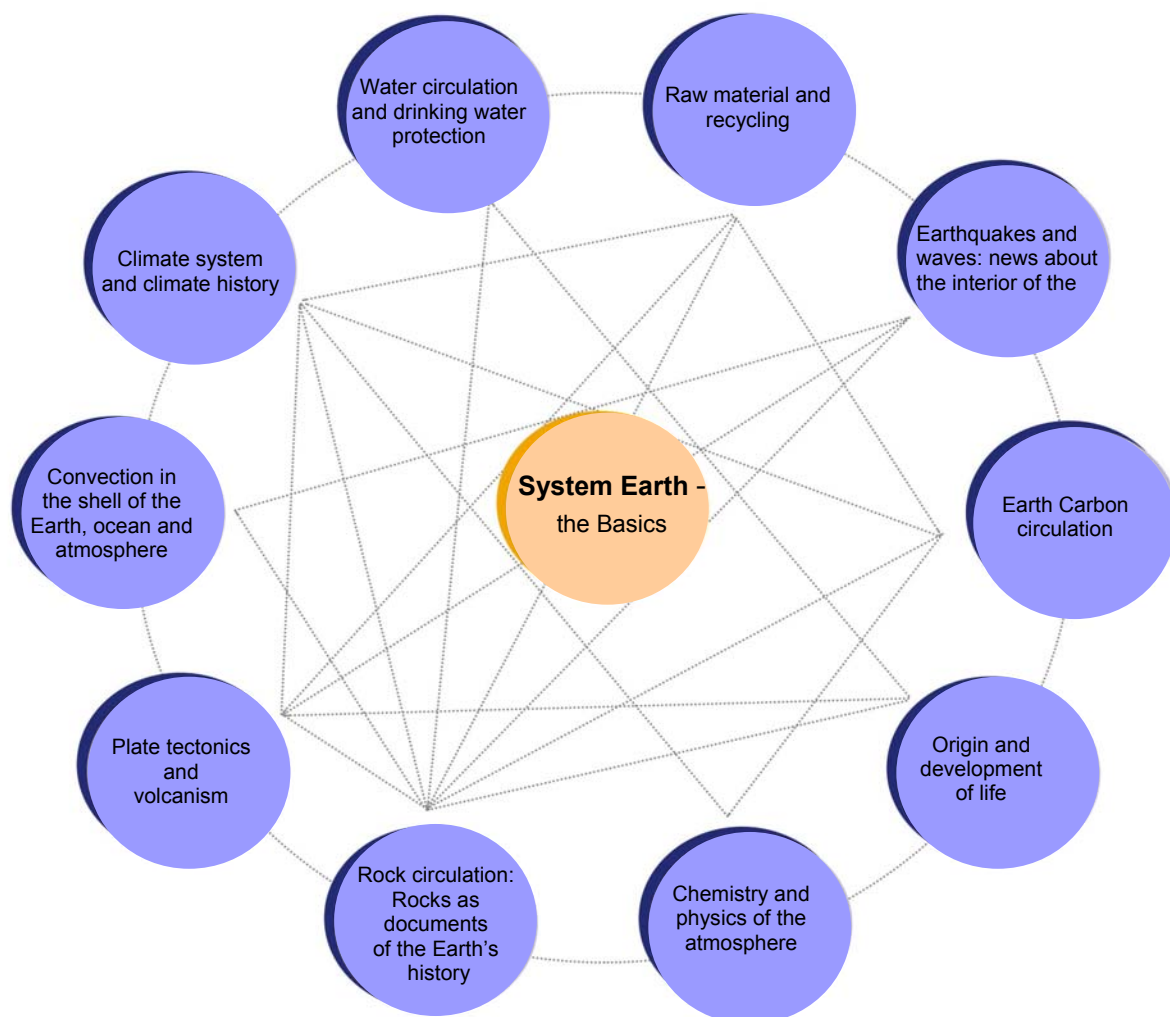 Water circulation
and drinking water
protection
Raw material and
recycling
Climate system
and climate history
Earthquakes and
waves: news about
the interior of the
Convection in
the shell of the
Earth, ocean and
atmosphere
System Earth -
the Basics
Earth Carbon
circulation
Plate tectonics
and
volcanism
Origin and
development
of life
Rock circulation:
Rocks as
documents
of the Earth's
history
Chemistry and
physics of the
atmosphere